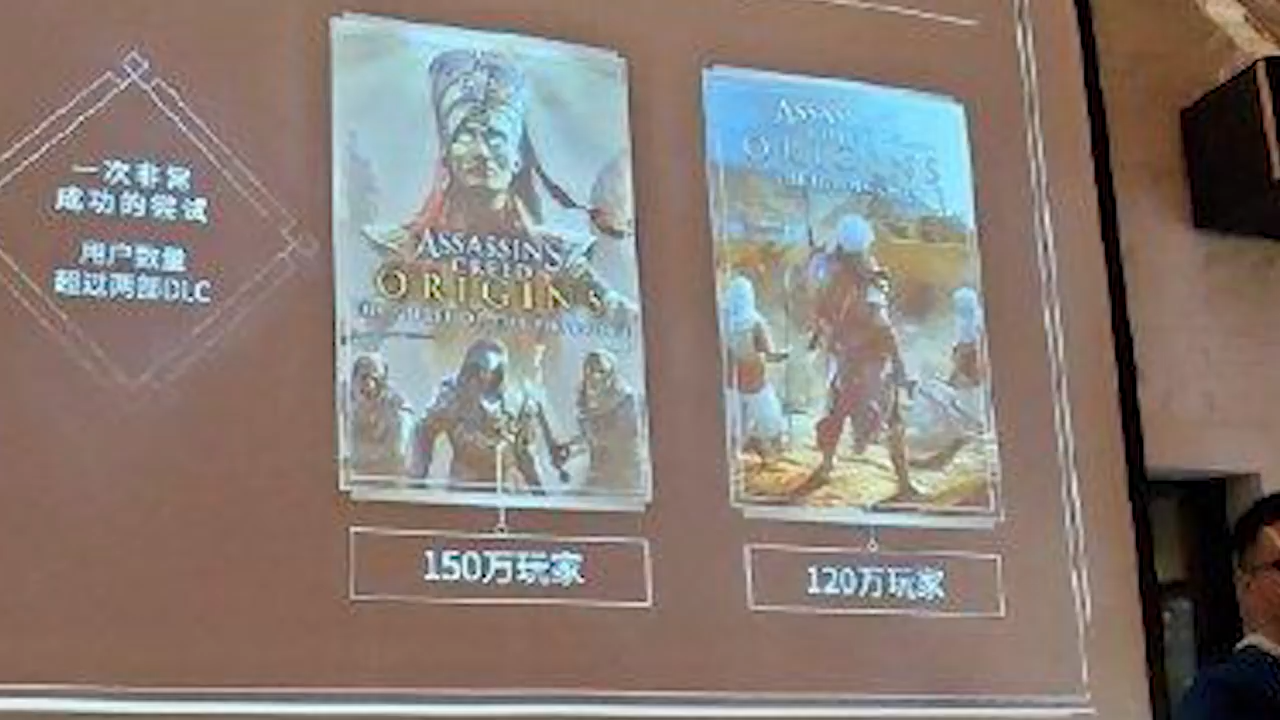 一次非常
成功的尝试
用户数量
超过两部DLC
ASSASSIN'S
CREED
ORIGINS
ASSASS
ORIGINS
150万玩家
120万玩家